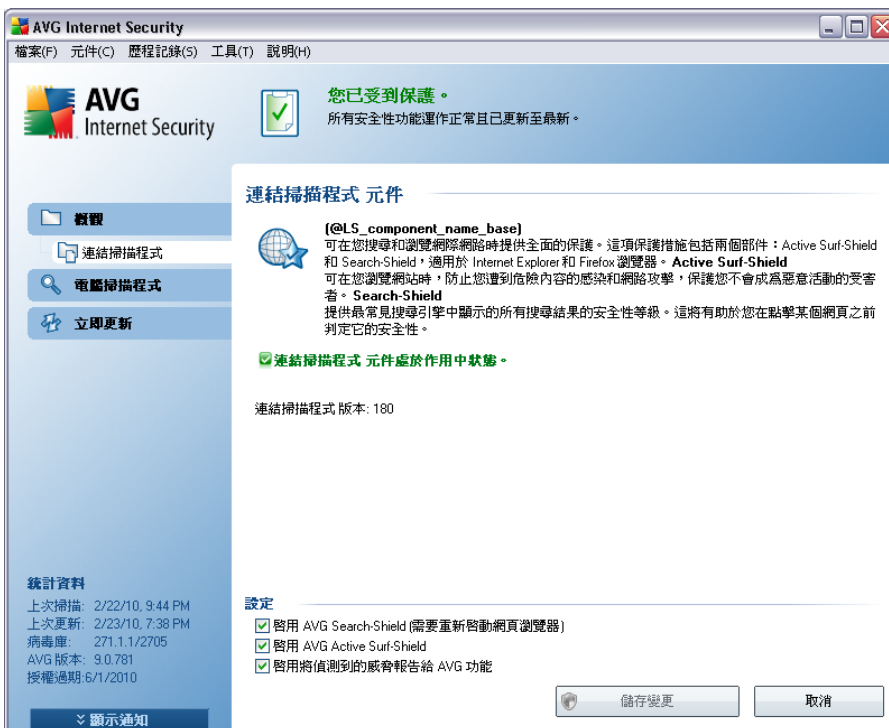 AVG Internet Security
檔案(F) 元件(C) 歷程記錄(S) 工具(T) 說明(H)
AVG
Internet Security
您已受到保護。
所有安全性功能運作正常且已更新至最新。
概觀
連結掃描程式
電腦掃描程式
立即更新
連結掃描程式 元件
(@LS_component_name_base)
可在您搜尋和瀏覽網際網路時提供全面的保護。這項保護措施包括兩個部件：Active Surf-Shield
和 Search-Shield，適用於 Internet Explorer 和 Firefox 瀏覽器。 Active Surf-Shield
可在您瀏覽網站時，防止您遭到危險內容的感染和網路攻擊，保護您不會成為惡意活動的受害
者。 Search-Shield
提供最常見搜尋引擎中顯示的所有搜尋結果的安全性等級。這將有助於您在點擊某個網頁之前
判定它的安全性。
連結掃描程式 元件處於作用中狀態。
連結掃描程式 版本: 180
統計資料
上次掃描: 2/22/10, 9:44 PM
上次更新: 2/23/10, 7:38 PM
病毒庫: 271.1.1/2705
AVG 版本: 9.0.781
授權過期:6/1/2010
顯示通知
設定
啓用 AVG Search-Shield (需要重新啓動網頁瀏覽器)
啓用 AVG Active Surf-Shield
啓用將偵測到的威脅報告給 AVG 功能
儲存變更
取消